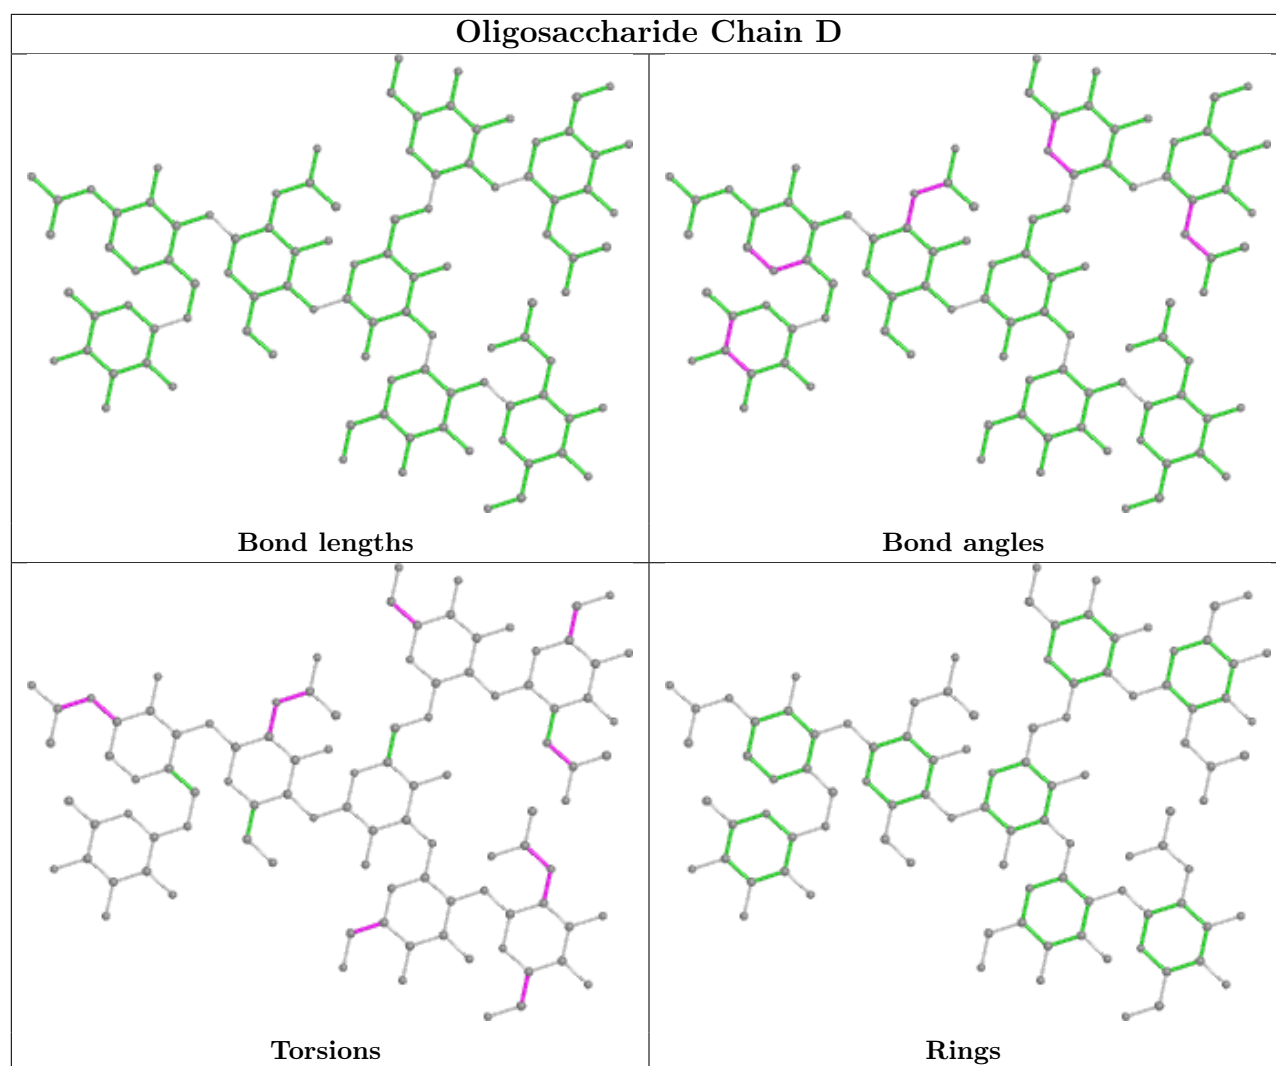 Oligosaccharide Chain D
Bond lengths
Bond angles
Torsions
Rings